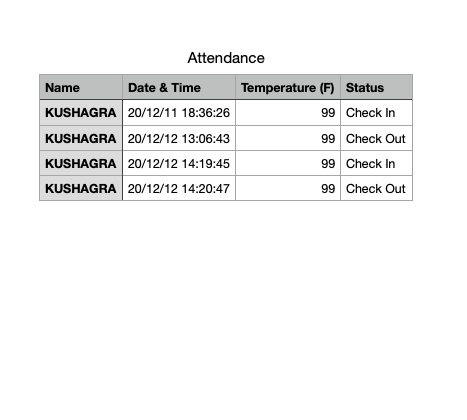 Attendance
Name Date & Time Temperature (F) Status
KUSHAGRA 20/12/11 18:36:26 99 Check In
KUSHAGRA 20/12/12 13:06:43 99 Check Out
KUSHAGRA 20/12/12 14:19:45 99 Check In
KUSHAGRA 20/12/12 14:20:47 99 Check Out